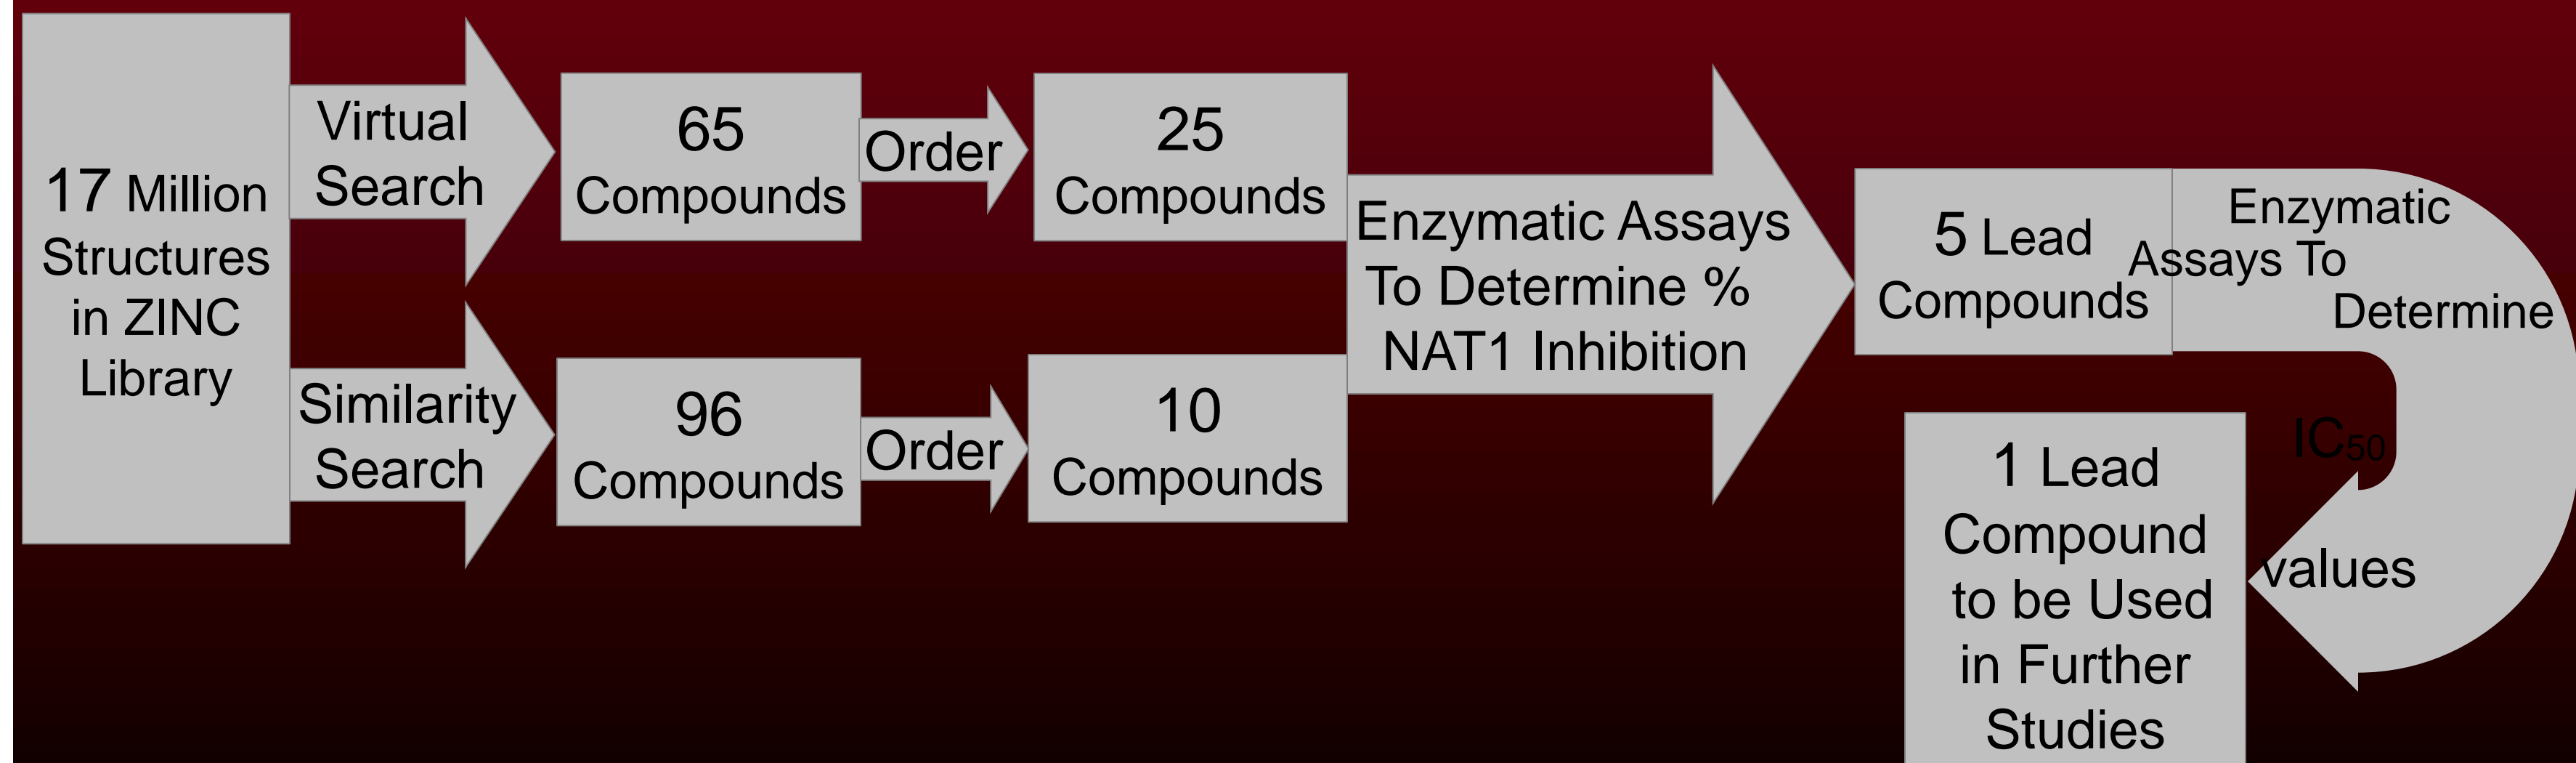 17 Million
Structures
in ZINC
Library
Virtual
Search
65
Compounds
Order
25
Compounds
Similarity
Search
96
Compounds
Order
10
Compounds
Enzymatic Assays
To Determine %
NAT1 Inhibition
5 Lead
Compounds
Enzymatic
Assays To
Determine
IC50
values
1 Lead
Compound
to be Used
in Further
Studies